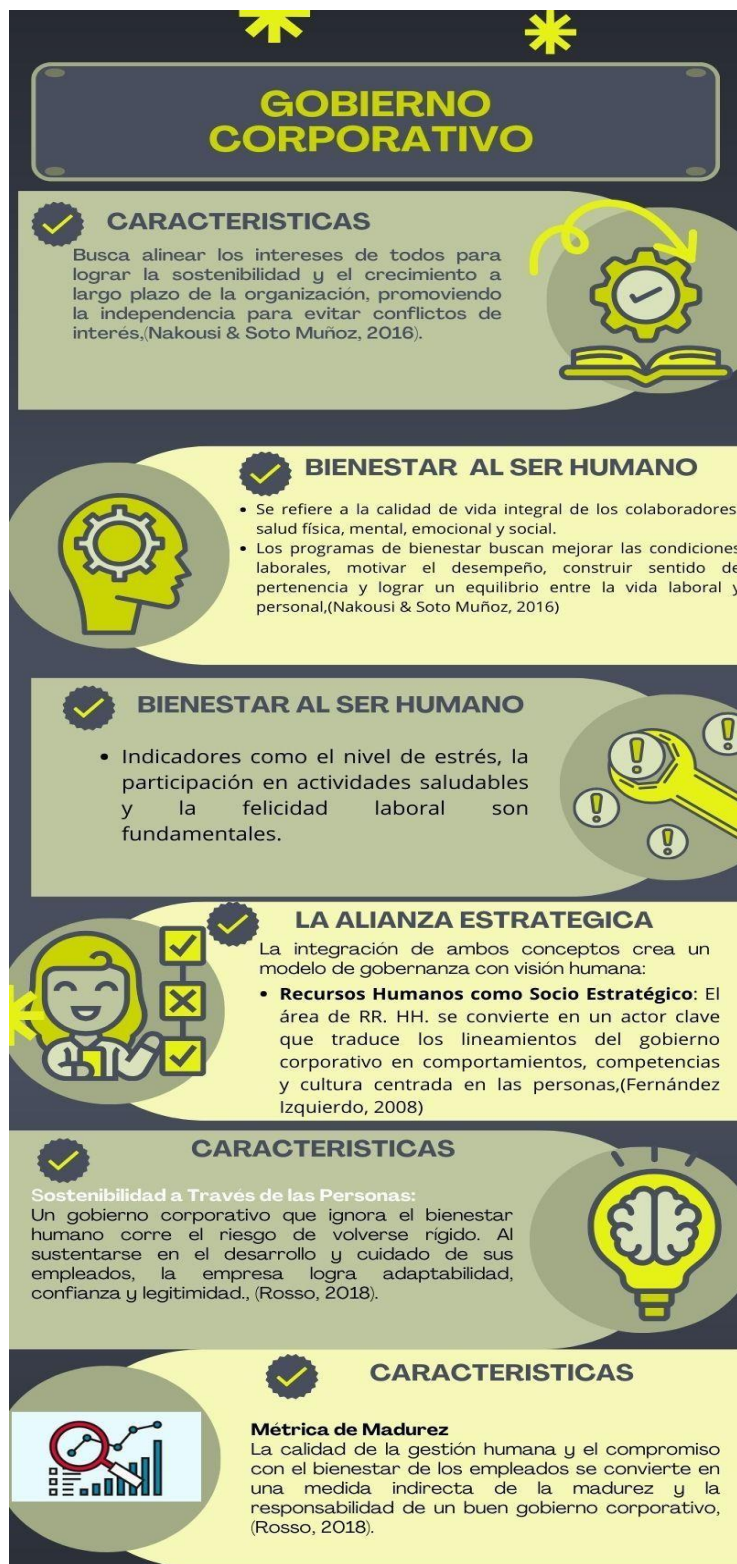 GOBIERNO
CORPORATIVO
CARACTERISTICAS
Busca alinear los intereses de todos para
lograr la sostenibilidad y el crecimiento a
largo plazo de la organización, promoviendo
la independencia para evitar conflictos de
interés,(Nakousi & Soto Muñoz, 2016).
BIENESTAR AL SER HUMANO
• Se refiere a la calidad de vida integral de los colaboradores
salud física, mental, emocional y social.
• Los programas de bienestar buscan mejorar las condiciones
laborales, motivar el desempeño, construir sentido de
pertenencia y lograr un equilibrio entre la vida laboral y
personal,(Nakousi & Soto Muñoz, 2016)
BIENESTAR AL SER HUMANO
• Indicadores como el nivel de estrés, la
participación en actividades saludables
y la felicidad laboral son
fundamentales.
LA ALIANZA ESTRATEGICA
La integración de ambos conceptos crea un
modelo de gobernanza con visión humana:
• Recursos Humanos como Socio Estratégico: El
área de RR. HH. se convierte en un actor clave
que traduce los lineamientos del gobierno
corporativo en comportamientos, competencias
y cultura centrada en las personas,(Fernández
Izquierdo, 2008)
CARACTERISTICAS
Sostenibilidad a Través de las Personas:
Un gobierno corporativo que ignora el bienestar
humano corre el riesgo de volverse rígido. Al
sustentarse en el desarrollo y cuidado de sus
empleados, la empresa logra adaptabilidad,
confianza y legitimidad., (Rosso, 2018).
CARACTERISTICAS
Métrica de Madurez
La calidad de la gestión humana y el compromiso
con el bienestar de los empleados se convierte en
una medida indirecta de la madurez y la
responsabilidad de un buen gobierno corporativo,
(Rosso, 2018).